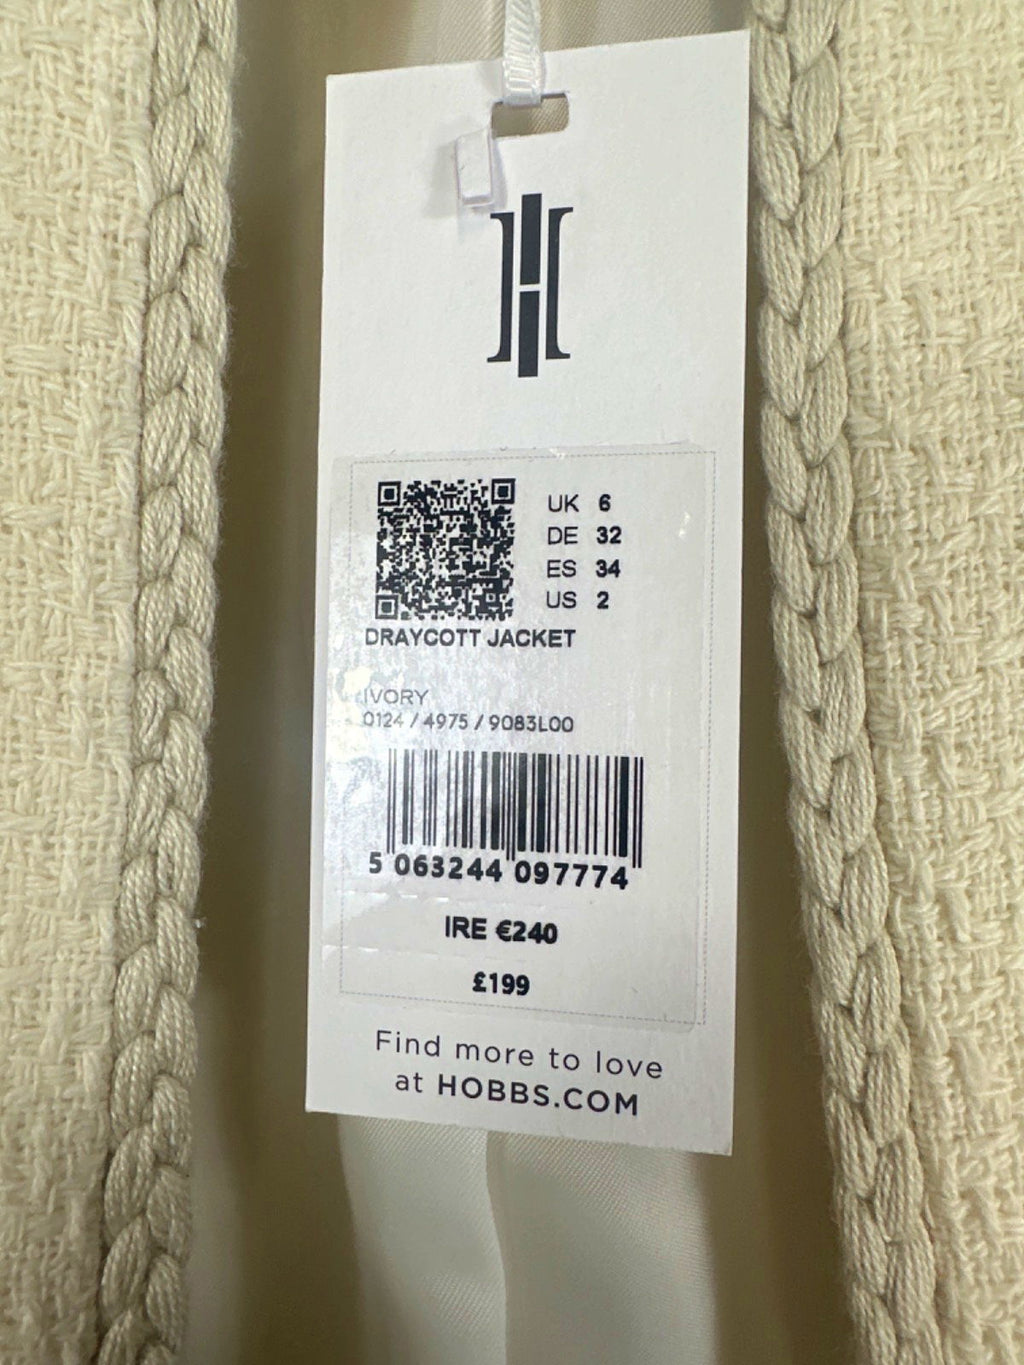 UK 6
DE 32
ES 34
US 2
DRAYCOTT JACKET
IVORY
0124 / 4975 / 9083L00
5 063244 097774
IRE €240
£199
Find more to love
at HOBBS.COM